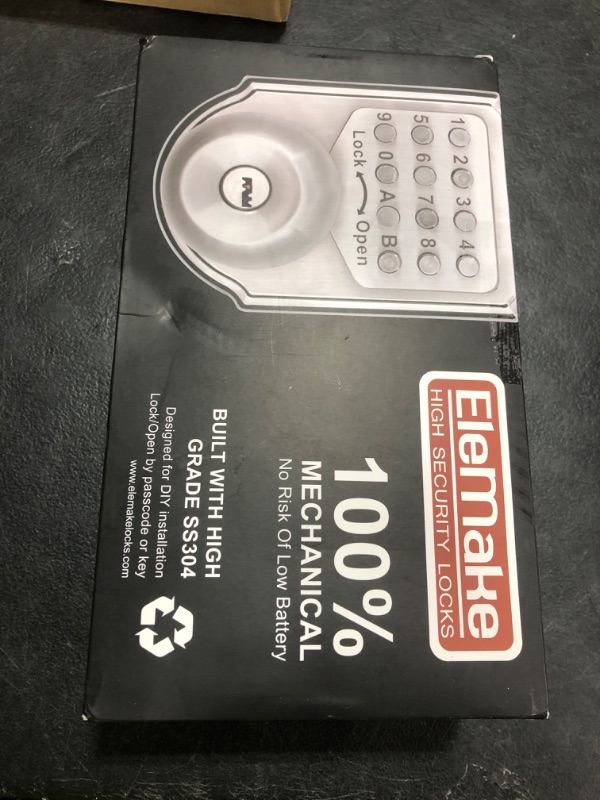 1 2 3 4
5 6 7 8
9 0 A B
Lock Open
Elemake
HIGH SECURITY LOCKS
100%
MECHANICAL
No Risk Of Low Battery
BUILT WITH HIGH
GRADE SS304
Designed for DIY installation
Lock/Open by passcode or key
www.elemakelocks.com